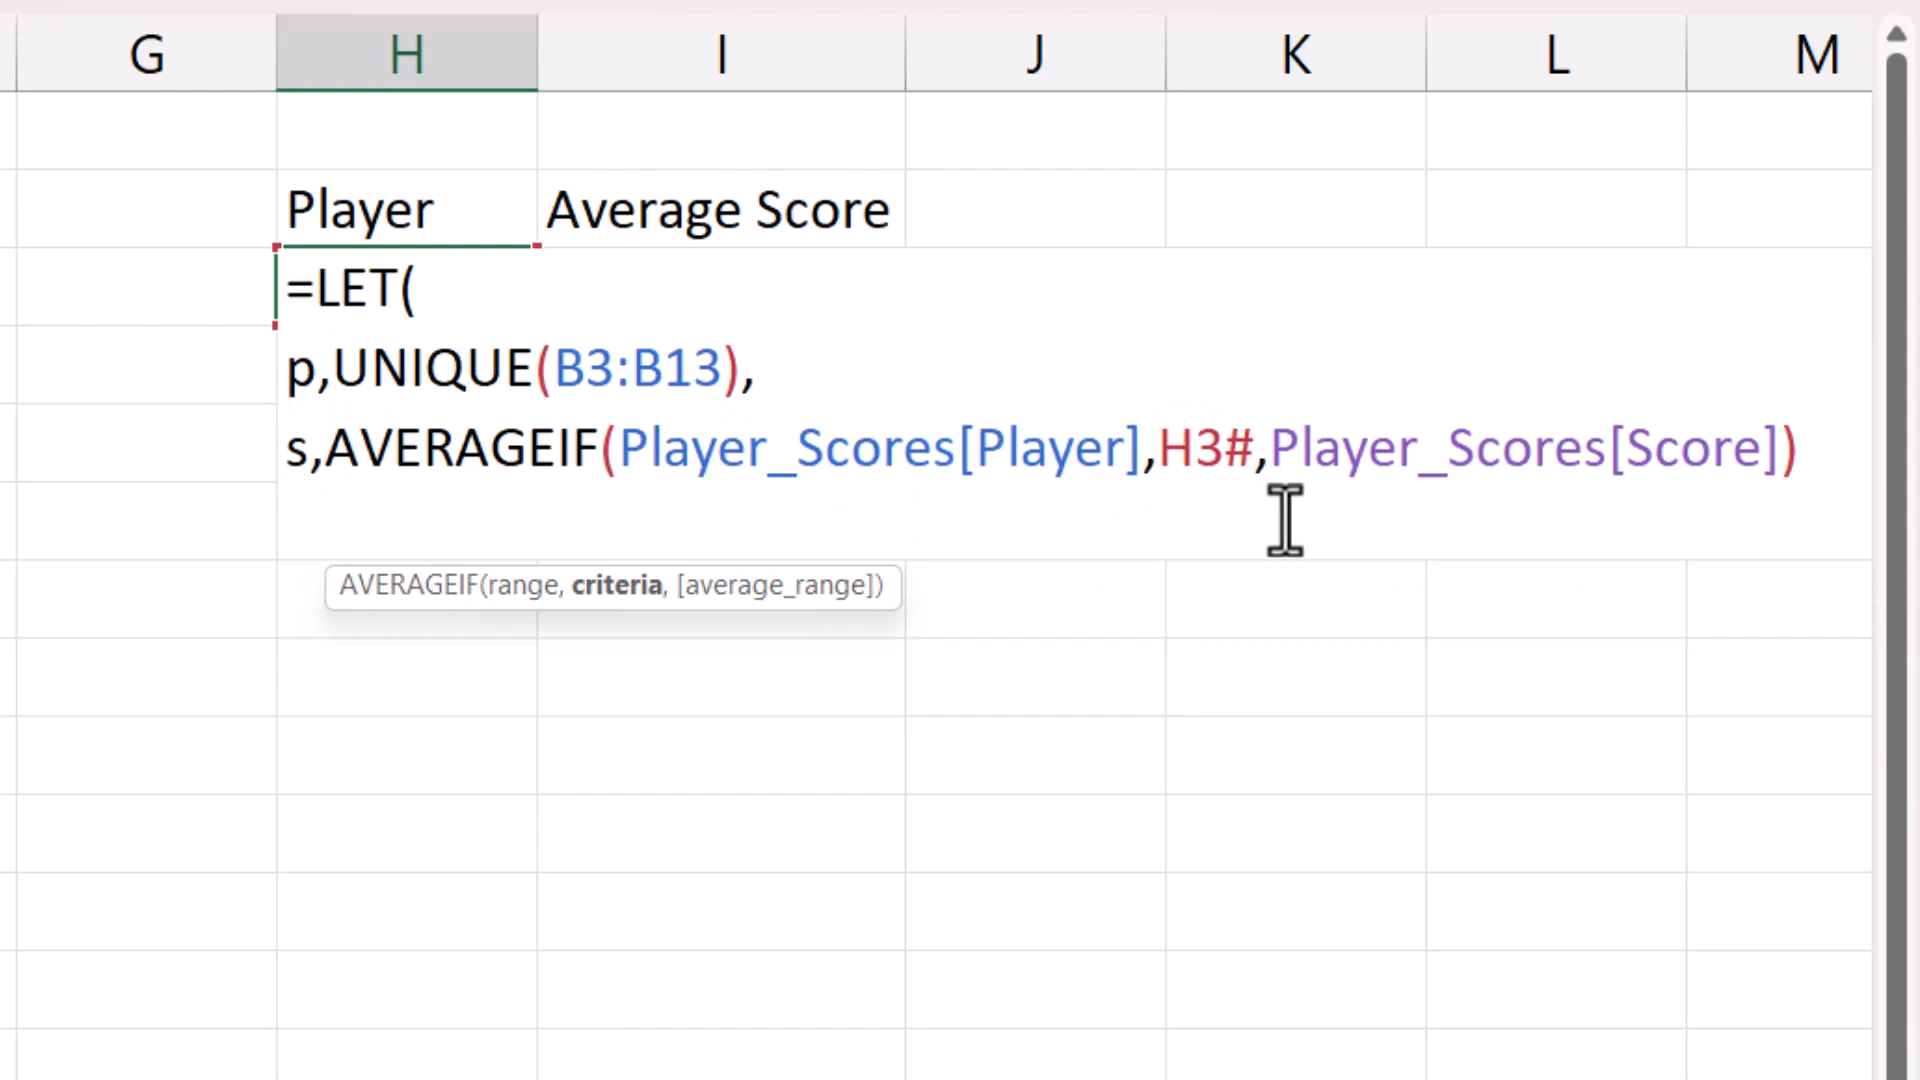 G H I J K L M
Player Average Score
=LET(
p,UNIQUE(B3:B13),
s,AVERAGEIF(Player_Scores[Player],H3#,Player_Scores[Score])
AVERAGEIF(range, criteria, [average_range])